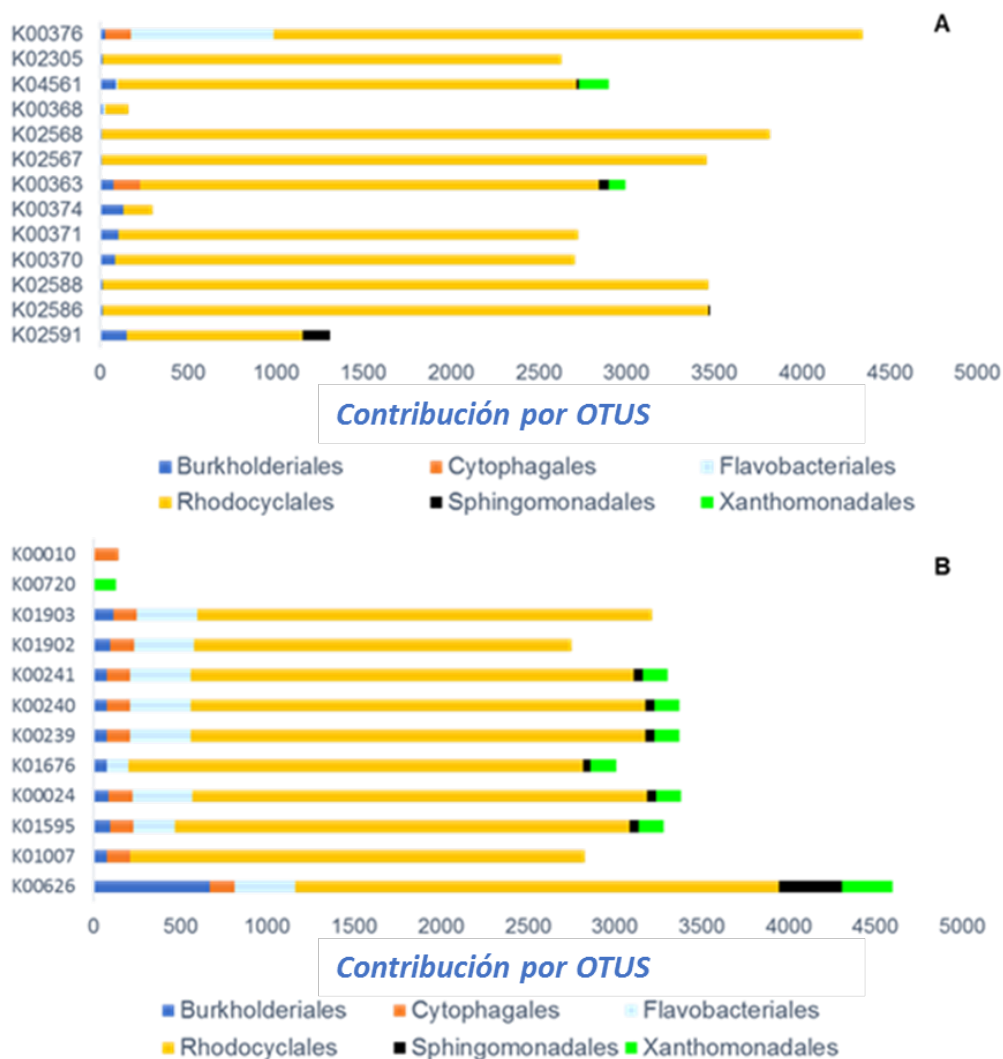 A
K00376
K02305
K04561
K00368
K02568
K02567
K00363
K00374
K00371
K00370
K02588
K02586
K02591
0 500 1000 1500 2000 2500 3000 3500 4000 4500 5000
Contribución por OTUS
Burkholderiales Cytophagales Flavobacteriales
Rhodocyclales Sphingomonadales Xanthomonadales
B
K00010
K00720
K01903
K01902
K00241
K00240
K00239
K01676
K00024
K01595
K01007
K00626
0 500 1000 1500 2000 2500 3000 3500 4000 4500 5000
Contribución por OTUS
Burkholderiales Cytophagales Flavobacteriales
Rhodocyclales Sphingomonadales Xanthomonadales